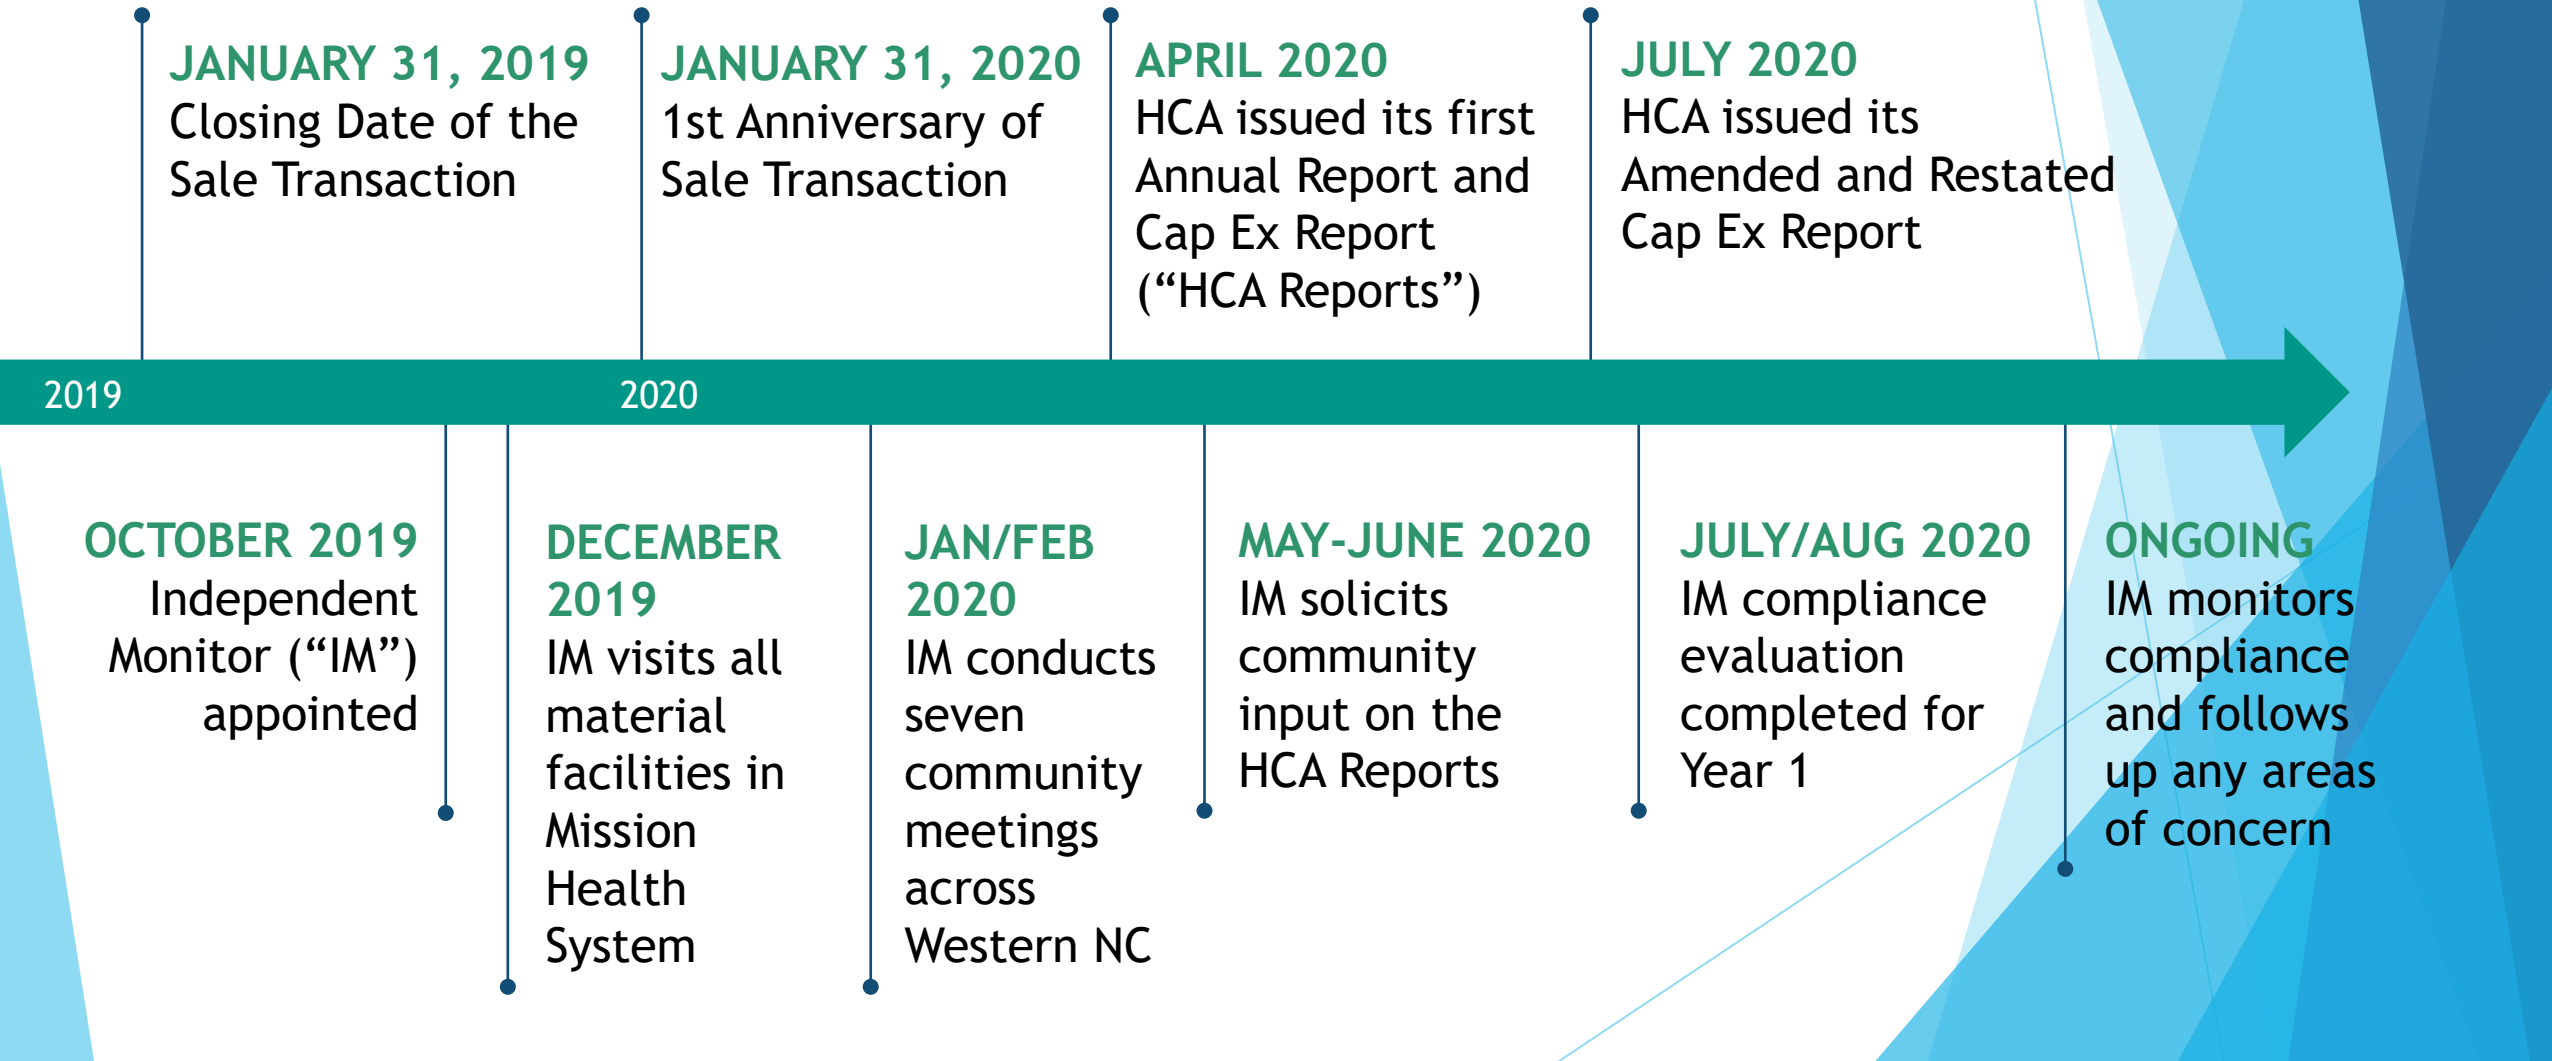 JANUARY 31, 2019
Closing Date of the
Sale Transaction
JANUARY 31, 2020
1st Anniversary of
Sale Transaction
APRIL 2020
HCA issued its first
Annual Report and
Cap Ex Report
(“HCA Reports”)
JULY 2020
HCA issued its
Amended and Restated
Cap Ex Report
2019
2020
OCTOBER 2019
Independent
Monitor (“IM”)
appointed
DECEMBER
2019
IM visits all
material
facilities in
Mission
Health
System
JAN/FEB
2020
IM conducts
seven
community
meetings
across
Western NC
MAY-JUNE 2020
IM solicits
community
input on the
HCA Reports
JULY/AUG 2020
IM compliance
evaluation
completed for
Year 1
ONGOING
IM monitors
compliance
and follows
up any areas
of concern